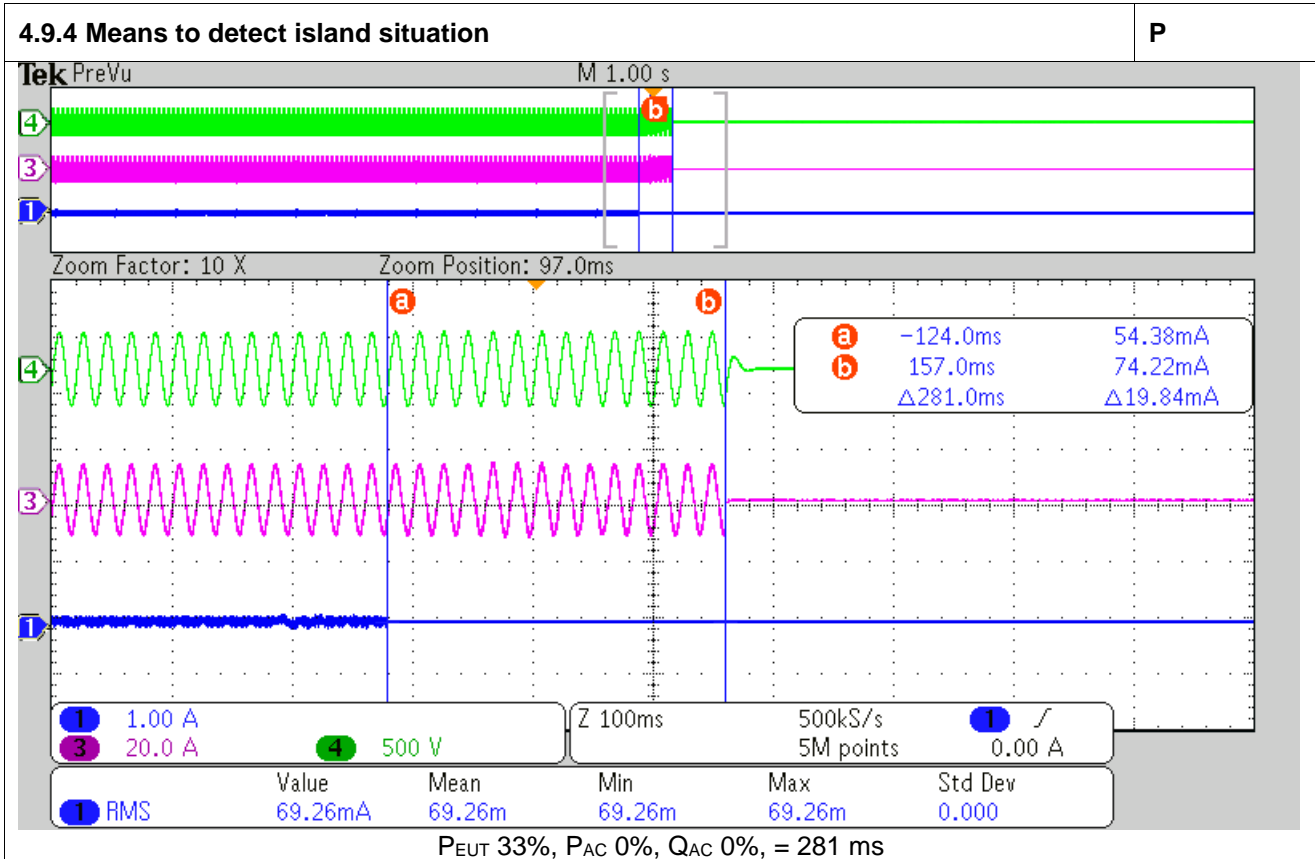 4.9.4 Means to detect island situation P
Tek PreVu M 1.00 s
b
4
3
1
Zoom Factor: 10 X Zoom Position: 97.0ms
a b
a -124.0ms 54.38mA
b 157.0ms 74.22mA
△281.0ms △19.84mA
4
3
1
1 1.00 A Z 100ms 500kS/s 1 /
3 20.0 A 4 500 V 5M points 0.00 A
Value Mean Min Max Std Dev
1 RMS 69.26mA 69.26m 69.26m 69.26m 0.000
PEUT 33%, PAC 0%, QAC 0%, = 281 ms